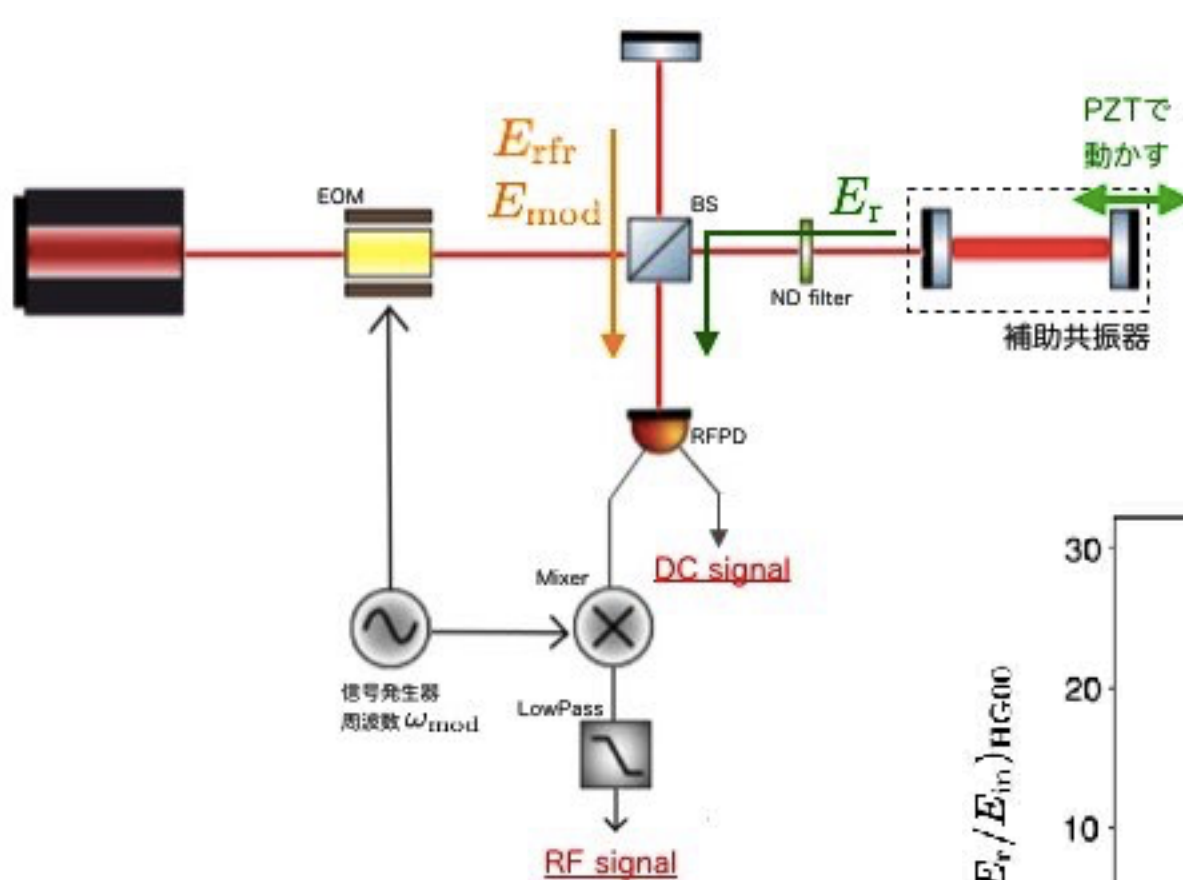 PZTで
動かす
E_rfr
E_mod
EOM
BS
E_r
ND filter
補助共振器
RFPD
DC signal
Mixer
信号発生器
周波数 ω_mod
LowPass
RF signal
30
20
10
E_r/E_in)HG00